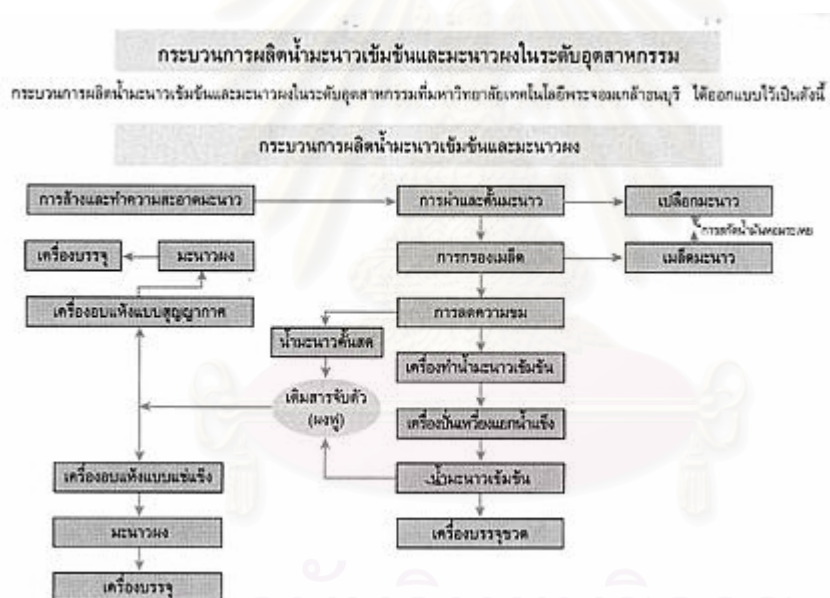 กระบวนการผลิตน้ำมะนาวเข้มข้นและมะนาวผงในระดับอุตสาหกรรม
กระบวนการผลิตน้ำมะนาวเข้มข้นและมะนาวผงในระดับอุตสาหกรรมที่มหาวิทยาลัยเทคโนโลยีพระจอมเกล้าธนบุรี ได้ออกแบบไว้เป็นดังนี้
กระบวนการผลิตน้ำมะนาวเข้มข้นและมะนาวผง
การล้างและทำความสะอาดมะนาว
การผ่าและคั้นมะนาว
เปลือกมะนาว
การสกัดน้ำมันหอมระเหย
เครื่องบรรจุ
มะนาวผง
การกรองเมล็ด
เมล็ดมะนาว
เครื่องอบแห้งแบบสุญญากาศ
การลดความขม
น้ำมะนาวคั้นสด
เครื่องทำน้ำมะนาวเข้มข้น
เติมสารจับตัว
(ผงฟู)
เครื่องปั่นเหวี่ยงแยกน้ำแข็ง
เครื่องอบแห้งแบบแช่แข็ง
น้ำมะนาวเข้มข้น
มะนาวผง
เครื่องบรรจุขวด
เครื่องบรรจุ